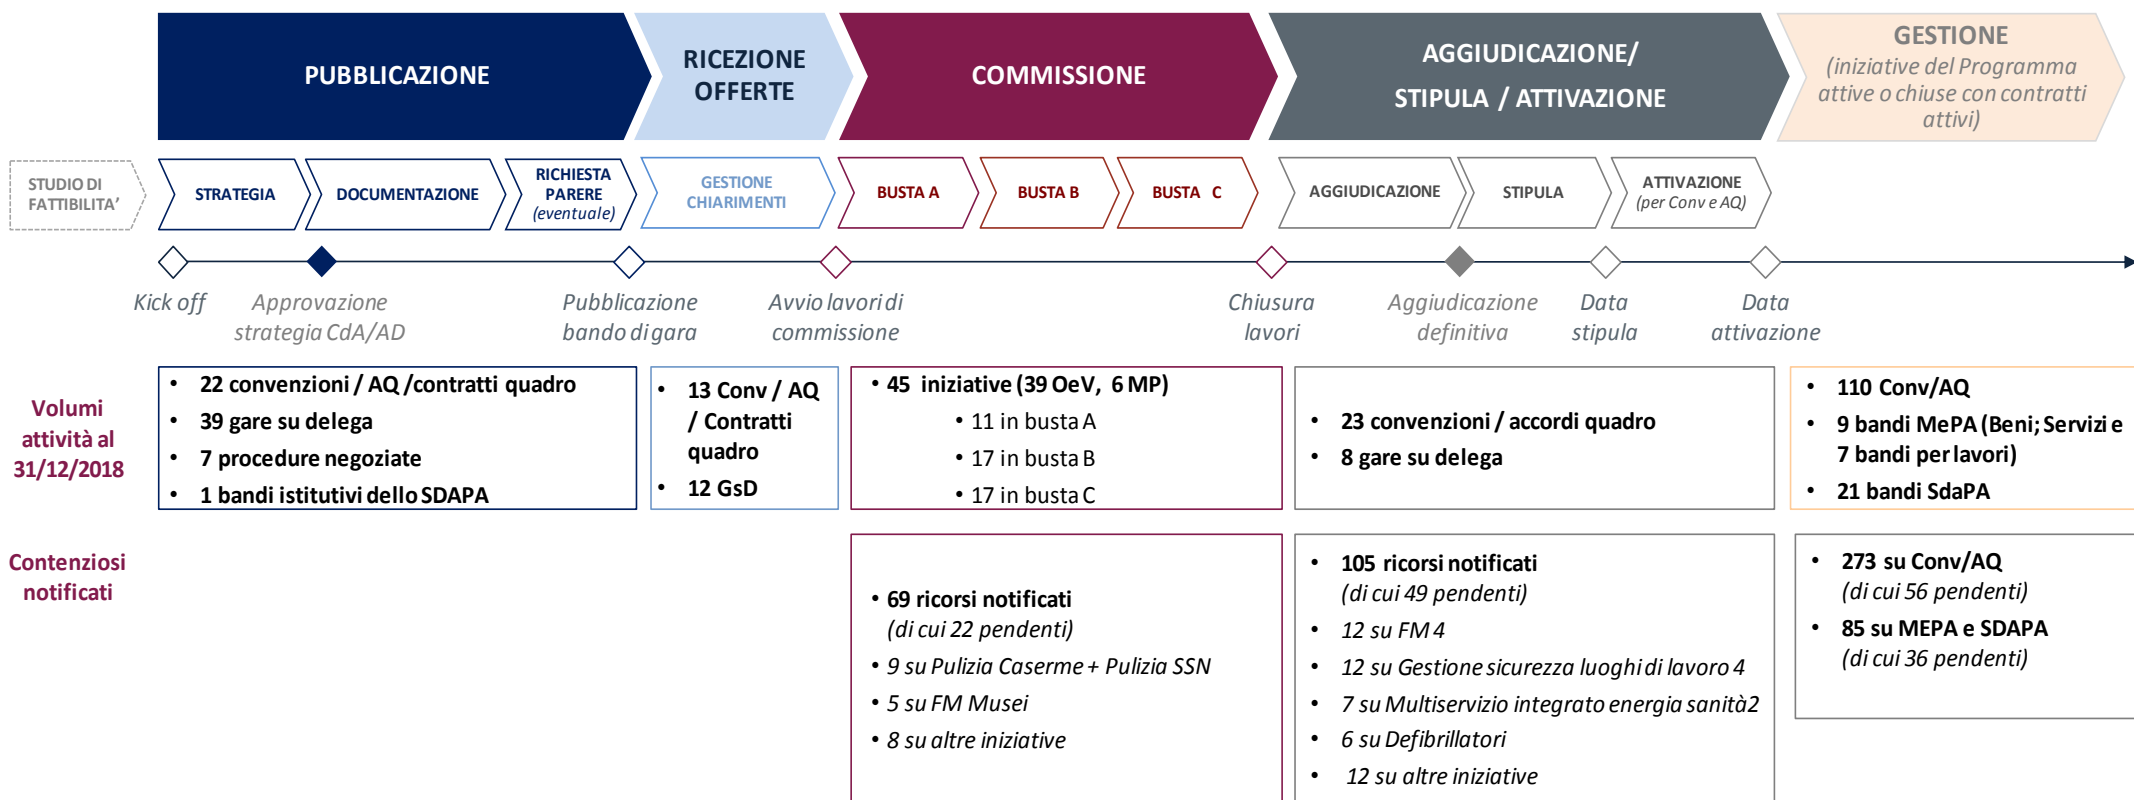 PUBBLICAZIONE
RICEZIONE
OFFERTE
COMMISSIONE
AGGIUDICAZIONE/
STIPULA / ATTIVAZIONE
GESTIONE
(iniziative del Programma
attive o chiuse con contratti
attivi)
STUDIO DI
FATTIBILITA’
STRATEGIA
DOCUMENTAZIONE
RICHIESTA
PARERE
(eventuale)
GESTIONE
CHIARIMENTI
BUSTA A
BUSTA B
BUSTA C
AGGIUDICAZIONE
STIPULA
ATTIVAZIONE
(per Conv e AQ)
Kick off
Approvazione
strategia CdA/AD
Pubblicazione
bando di gara
Avvio lavori di
commissione
Chiusura
lavori
Aggiudicazione
definitiva
Data
stipula
Data
attivazione
Volumi
attività al
31/12/2018
• 22 convenzioni / AQ /contratti quadro
• 39 gare su delega
• 7 procedure negoziate
• 1 bandi istitutivi dello SDAPA
• 13 Conv / AQ
/ Contratti
quadro
• 12 GsD
• 45 iniziative (39 OeV, 6 MP)
• 11 in busta A
• 17 in busta B
• 17 in busta C
• 23 convenzioni / accordi quadro
• 8 gare su delega
• 110 Conv/AQ
• 9 bandi MePA (Beni; Servizi e
7 bandi per lavori)
• 21 bandi SdaPA
Contenziosi
notificati
• 69 ricorsi notificati
(di cui 22 pendenti)
• 9 su Pulizia Caserme + Pulizia SSN
• 5 su FM Musei
• 8 su altre iniziative
• 105 ricorsi notificati
(di cui 49 pendenti)
• 12 su FM 4
• 12 su Gestione sicurezza luoghi di lavoro 4
• 7 su Multiservizio integrato energia sanità2
• 6 su Defibrillatori
• 12 su altre iniziative
• 273 su Conv/AQ
(di cui 56 pendenti)
• 85 su MEPA e SDAPA
(di cui 36 pendenti)